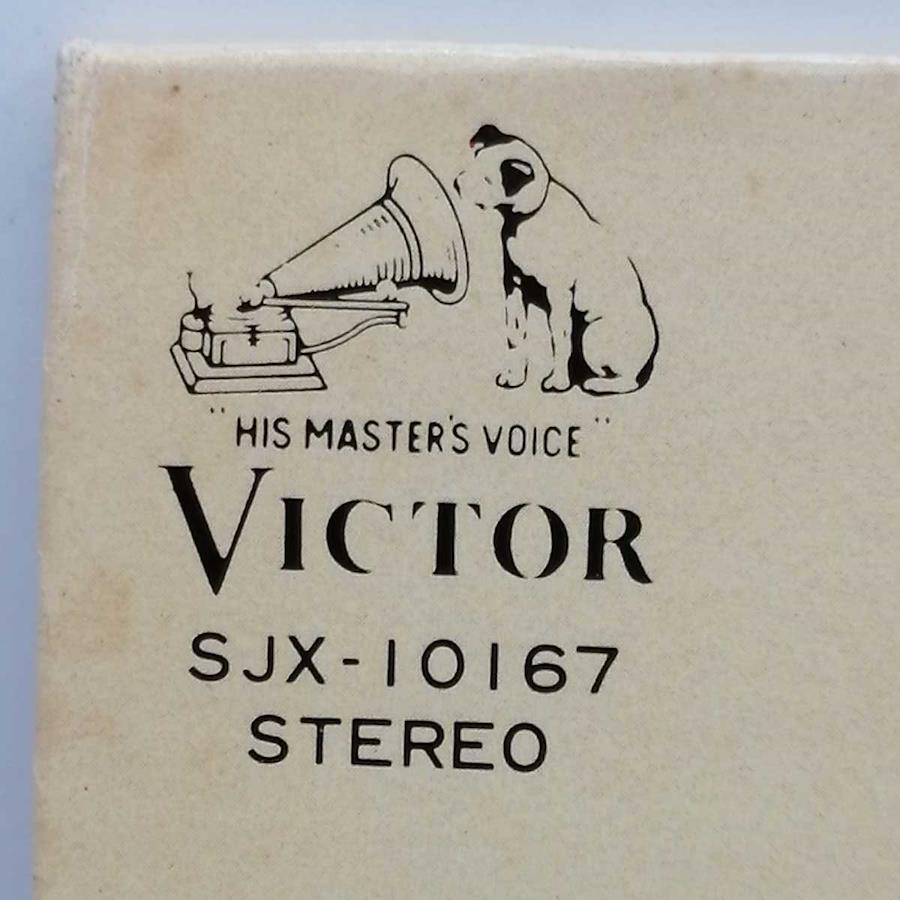 "HIS MASTER'S VOICE"
VICTOR
SJX-10167
STEREO